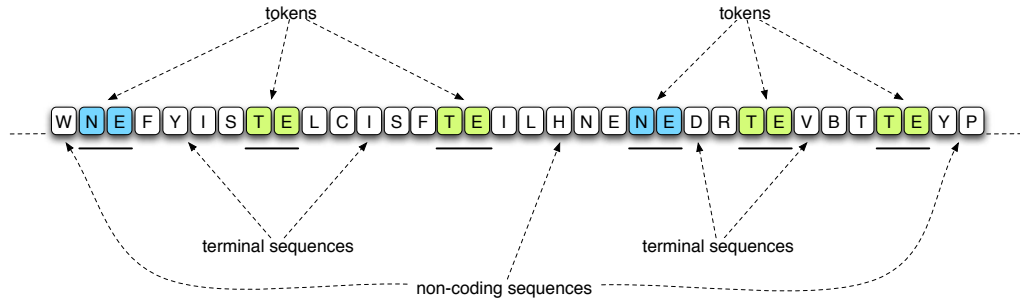 tokens tokens
W N E F Y I S T E L C I S F T E I L H N E N E D R T E V B T T E Y P
terminal sequences terminal sequences
non-coding sequences